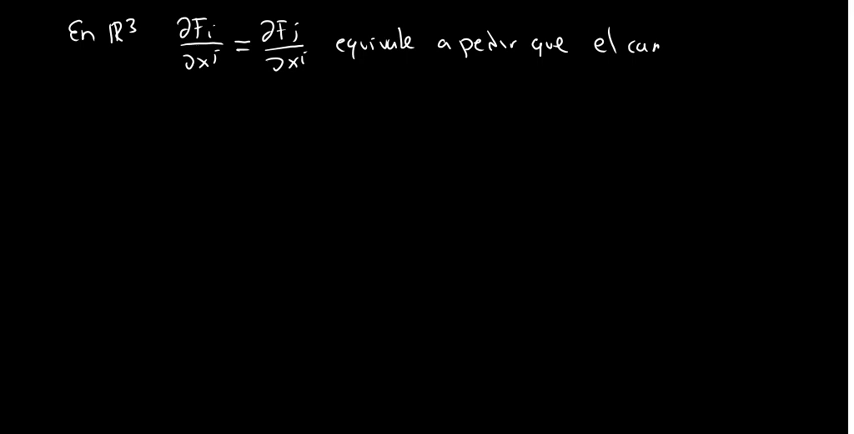 En ℝ³ ∂Fi/∂xʲ = ∂Fj/∂xⁱ equivale a pedir que el cam